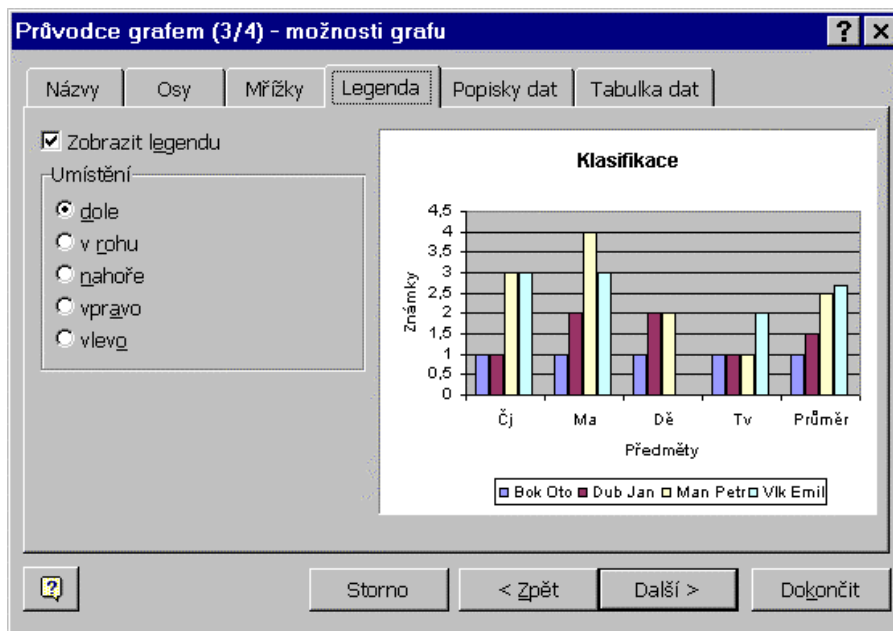 Průvodce grafem (3/4) - možnosti grafu
Názvy Osy Mřížky Legenda Popisky dat Tabulka dat
Zobrazit legendu
Umístění
dole
v rohu
nahoře
vpravo
vlevo
Klasifikace
4,5
4
3,5
3
2,5
2
1,5
1
0,5
0
Známky
Čj Ma Dě Tv Průměr
Předměty
Bok Oto Dub Jan Man Petr Vlk Emil
? Storno < Zpět Další > Dokončit